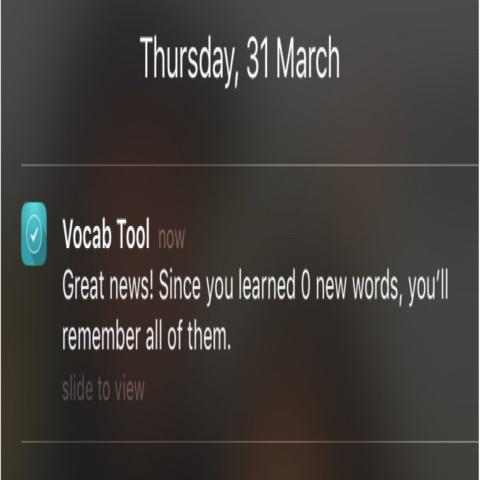 Thursday, 31 March
Vocab Tool now
Great news! Since you learned 0 new words, you'll
remember all of them.
slide to view